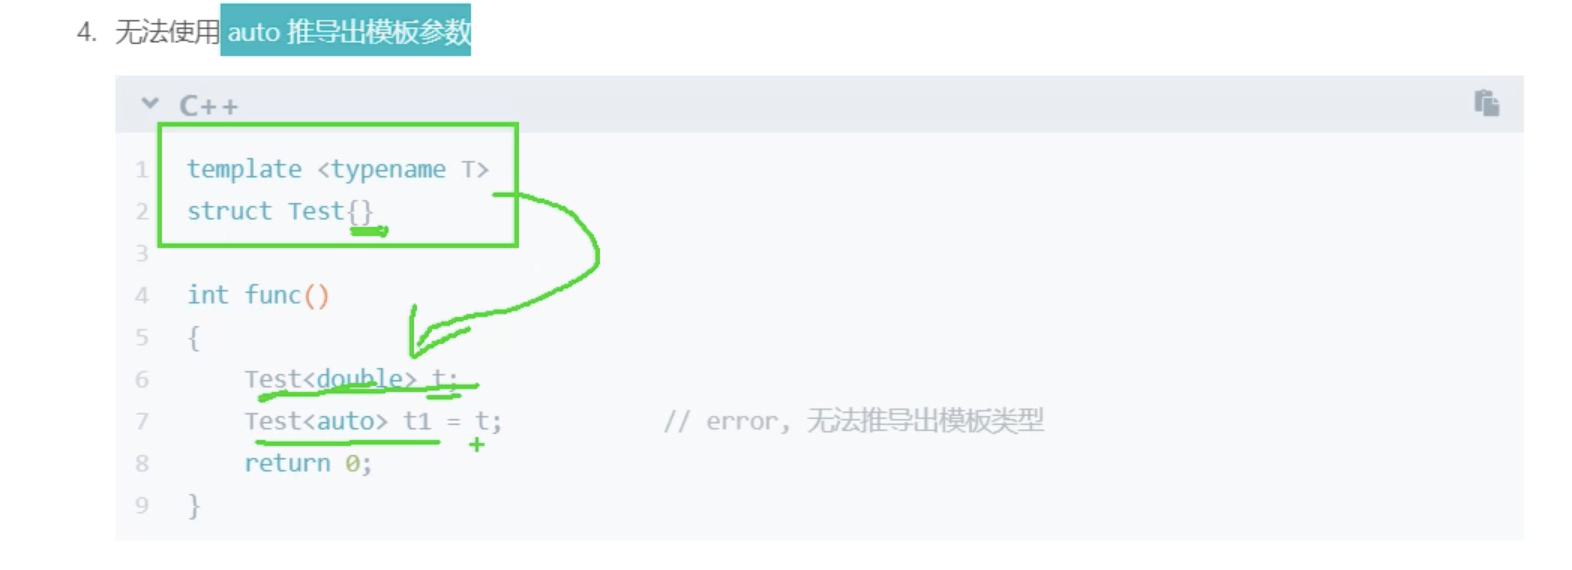 4. 无法使用 auto 推导出模板参数
C++
1 template <typename T>
2 struct Test{}
3
4 int func()
5 {
6 Test<double> t;
7 Test<auto> t1 = t; // error, 无法推导出模板类型
8 return 0;
9 }